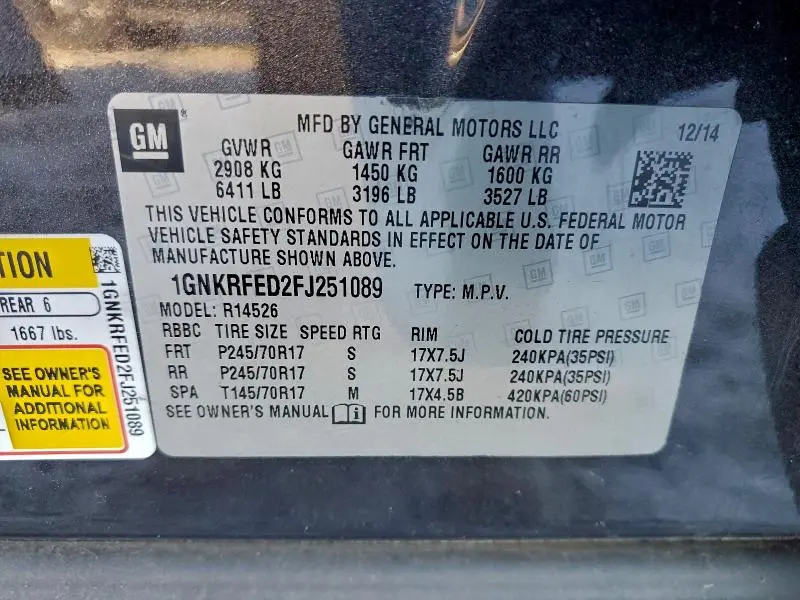 GM
MFD BY GENERAL MOTORS LLC
12/14
GVWR GAWR FRT GAWR RR
2908 KG 1450 KG 1600 KG
6411 LB 3196 LB 3527 LB
THIS VEHICLE CONFORMS TO ALL APPLICABLE U.S. FEDERAL MOTOR
VEHICLE SAFETY STANDARDS IN EFFECT ON THE DATE OF
MANUFACTURE SHOWN ABOVE.
1GNKRFED2FJ251089 TYPE: M.P.V.
MODEL: R14526
RBBC TIRE SIZE SPEED RTG RIM COLD TIRE PRESSURE
FRT P245/70R17 S 17X7.5J 240KPA(35PSI)
RR P245/70R17 S 17X7.5J 240KPA(35PSI)
SPA T145/70R17 M 17X4.5B 420KPA(60PSI)
SEE OWNER'S MANUAL FOR MORE INFORMATION.
TION
REAR 6
1667 lbs.
SEE OWNER'S
MANUAL FOR
ADDITIONAL
INFORMATION
1GNKRFED2FJ251089